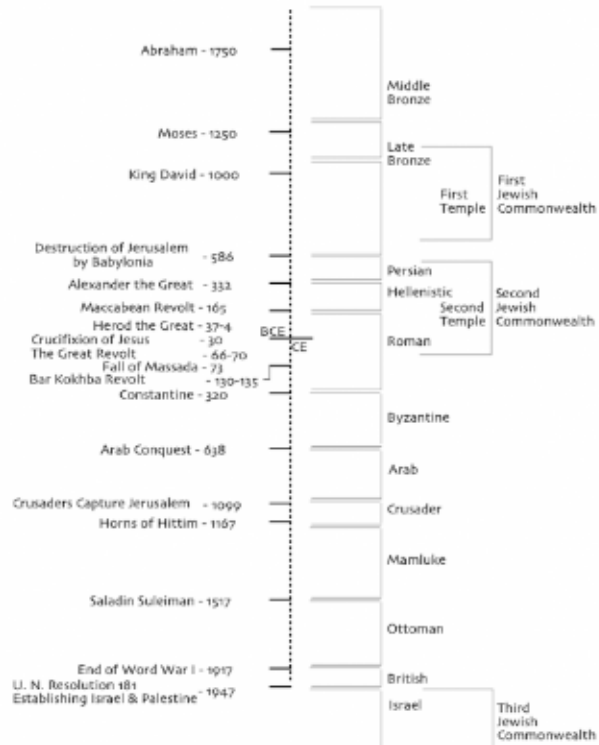 Abraham - 1750
Middle
Bronze
Moses - 1250
Late
Bronze
King David - 1000
First
Temple
First
Jewish
Commonwealth
Destruction of Jerusalem
by Babylonia - 586
Persian
Alexander the Great - 332
Hellenistic
Maccabean Revolt - 165
Second
Temple
Second
Jewish
Commonwealth
Herod the Great - 37-4
BCE
Crucifixion of Jesus - 30
CE
Roman
The Great Revolt - 66-70
Fall of Massada - 73
Bar Kokhba Revolt - 130-135
Constantine - 320
Byzantine
Arab Conquest - 638
Arab
Crusaders Capture Jerusalem - 1099
Crusader
Horns of Hittim - 1167
Mamluke
Saladin Suleiman - 1517
Ottoman
End of Word War I - 1917
British
U. N. Resolution 181
Establishing Israel & Palestine - 1947
Israel
Third
Jewish
Commonwealth